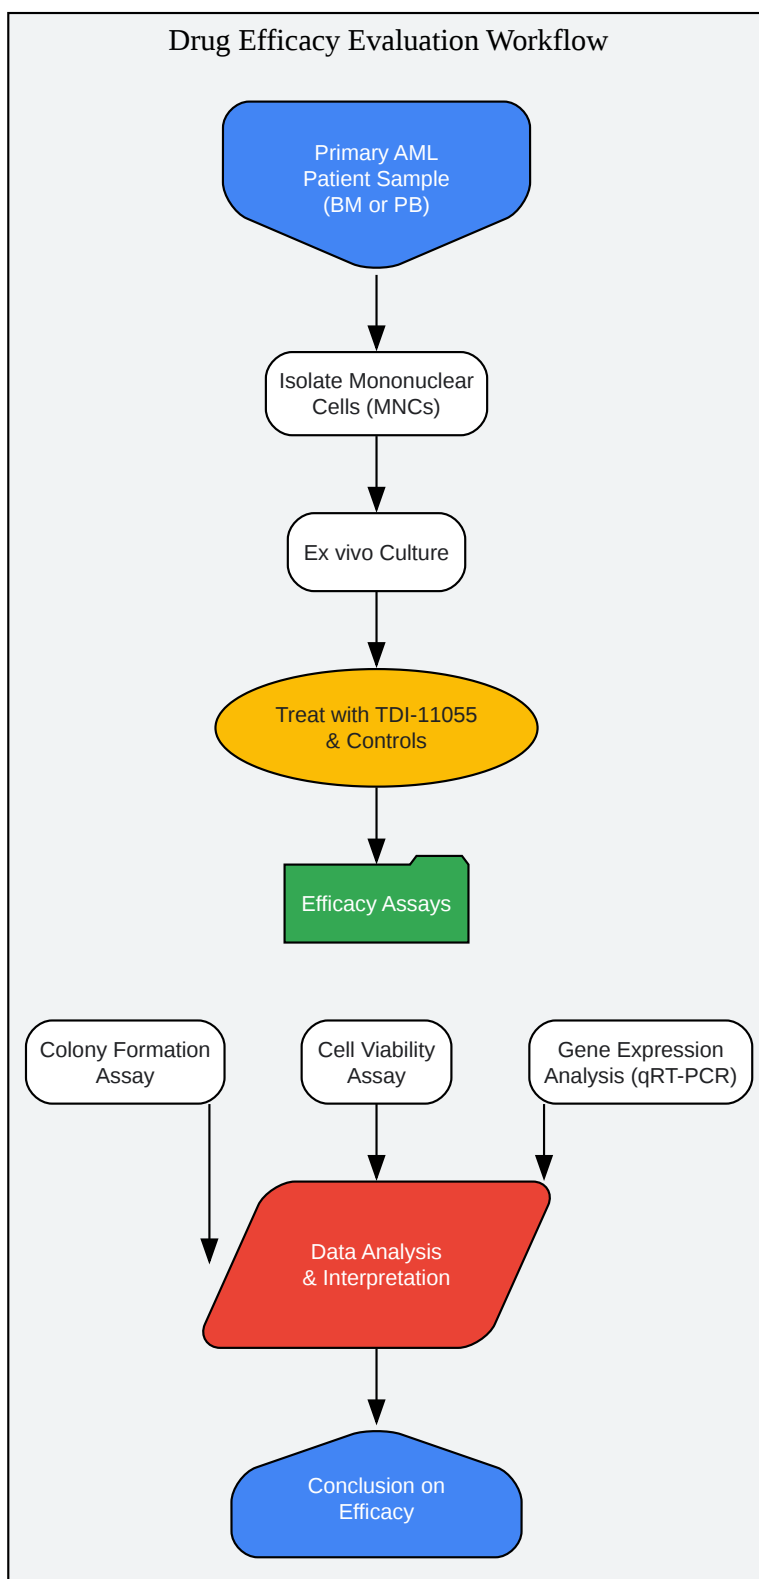 Drug Efficacy Evaluation Workflow
Primary AML
Patient Sample
(BM or PB)
Isolate Mononuclear
Cells (MNCs)
Ex vivo Culture
Treat with TDI-11055
& Controls
Efficacy Assays
Colony Formation
Assay
Cell Viability
Assay
Gene Expression
Analysis (qRT-PCR)
Data Analysis
& Interpretation
Conclusion on
Efficacy